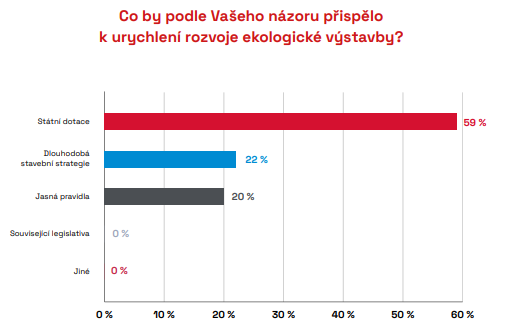 Co by podle Vašeho názoru přispělo
k urychlení rozvoje ekologické výstavby?
Státní dotace
59 %
Dlouhodobá
stavební strategie
22 %
Jasná pravidla
20 %
Související legislativa
0 %
Jiné
0 %
0 %
10 %
20 %
30 %
40 %
50 %
60 %